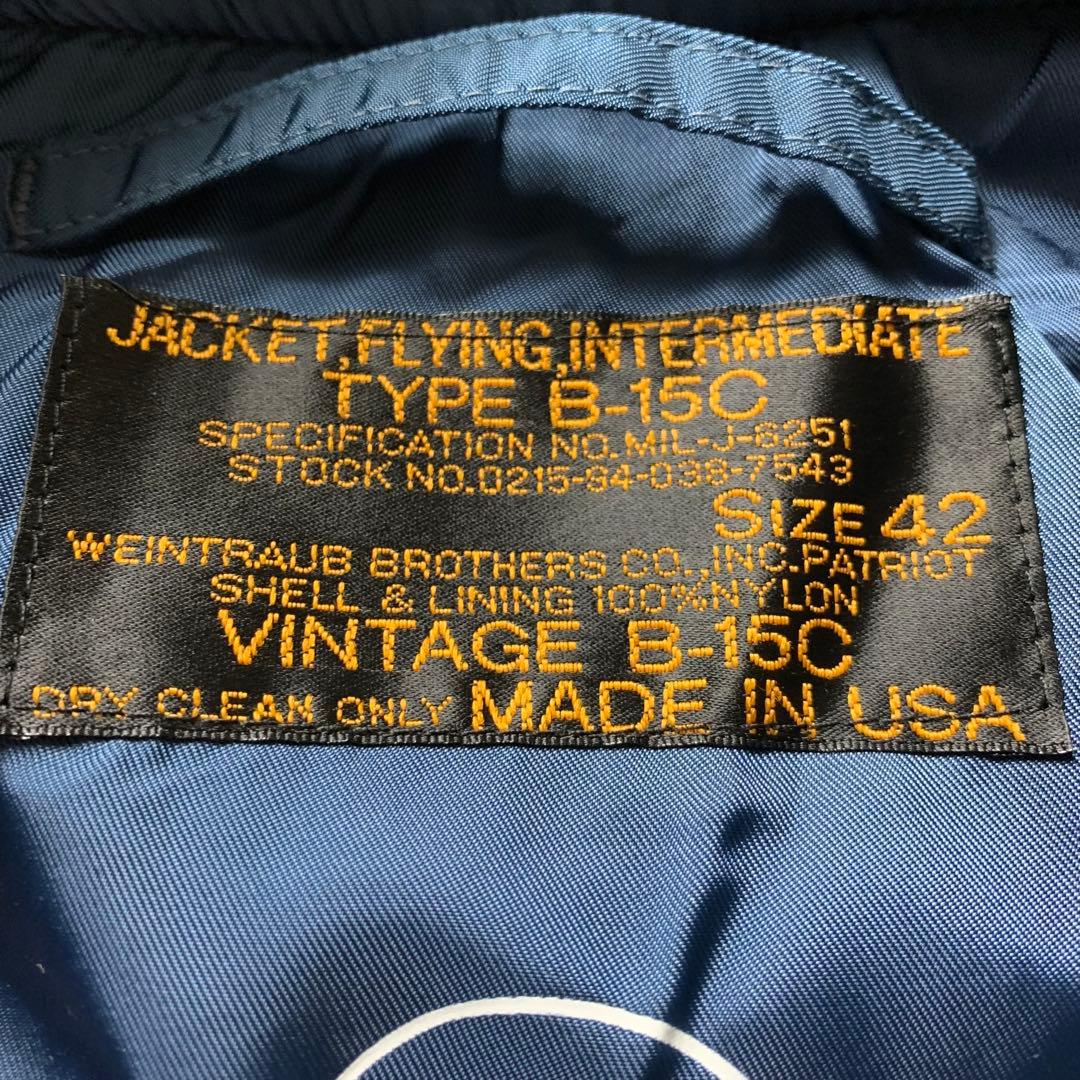 JACKET,FLYING,INTERMEDIATE
TYPE B-15C
SPECIFICATION NO.MIL-J-6251
STOCK NO.0215-84-038-7543
SIZE 42
WEINTRAUB BROTHERS CO.,INC.PATRIOT
SHELL & LINING 100%NYLON
VINTAGE B-15C
DRY CLEAN ONLY MADE IN USA